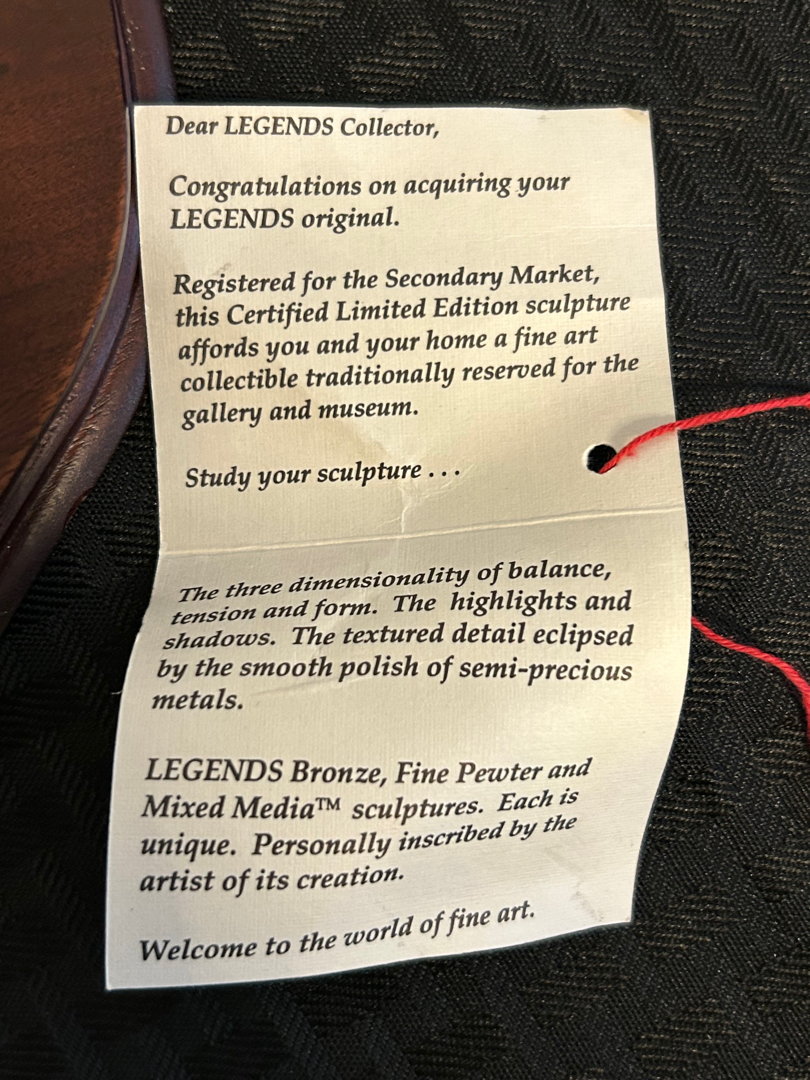 Dear LEGENDS Collector,
Congratulations on acquiring your
LEGENDS original.
Registered for the Secondary Market,
this Certified Limited Edition sculpture
affords you and your home a fine art
collectible traditionally reserved for the
gallery and museum.
Study your sculpture . . .
The three dimensionality of balance,
tension and form. The highlights and
shadows. The textured detail eclipsed
by the smooth polish of semi-precious
metals.
LEGENDS Bronze, Fine Pewter and
Mixed Media™ sculptures. Each is
unique. Personally inscribed by the
artist of its creation.
Welcome to the world of fine art.